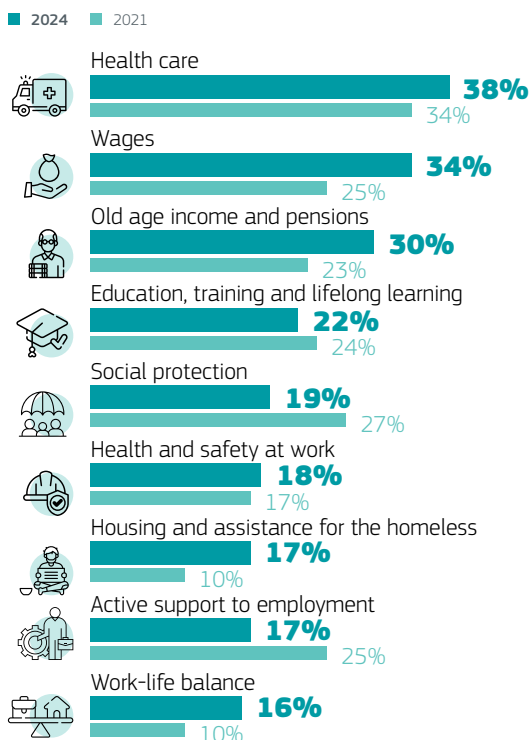 2024 2021
Health care
38%
34%
Wages
34%
25%
Old age income and pensions
30%
23%
Education, training and lifelong learning
22%
24%
Social protection
19%
27%
Health and safety at work
18%
17%
Housing and assistance for the homeless
17%
10%
Active support to employment
17%
25%
Work-life balance
16%
10%